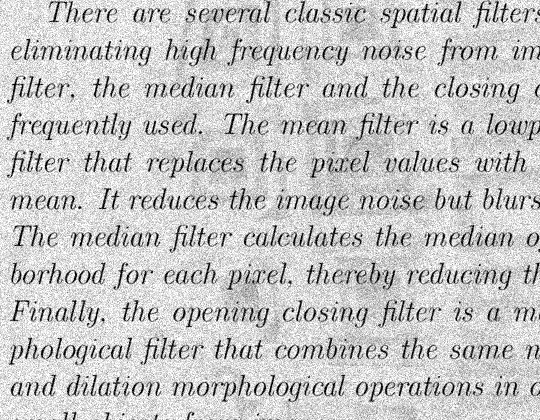 There are several classic spatial filters
eliminating high frequency noise from im
filter, the median filter and the closing
frequently used. The mean filter is a lowp
filter that replaces the pixel values with
mean. It reduces the image noise but blurs
The median filter calculates the median o
borhood for each pixel, thereby reducing th
Finally, the opening closing filter is a m
phological filter that combines the same n
and dilation morphological operations in